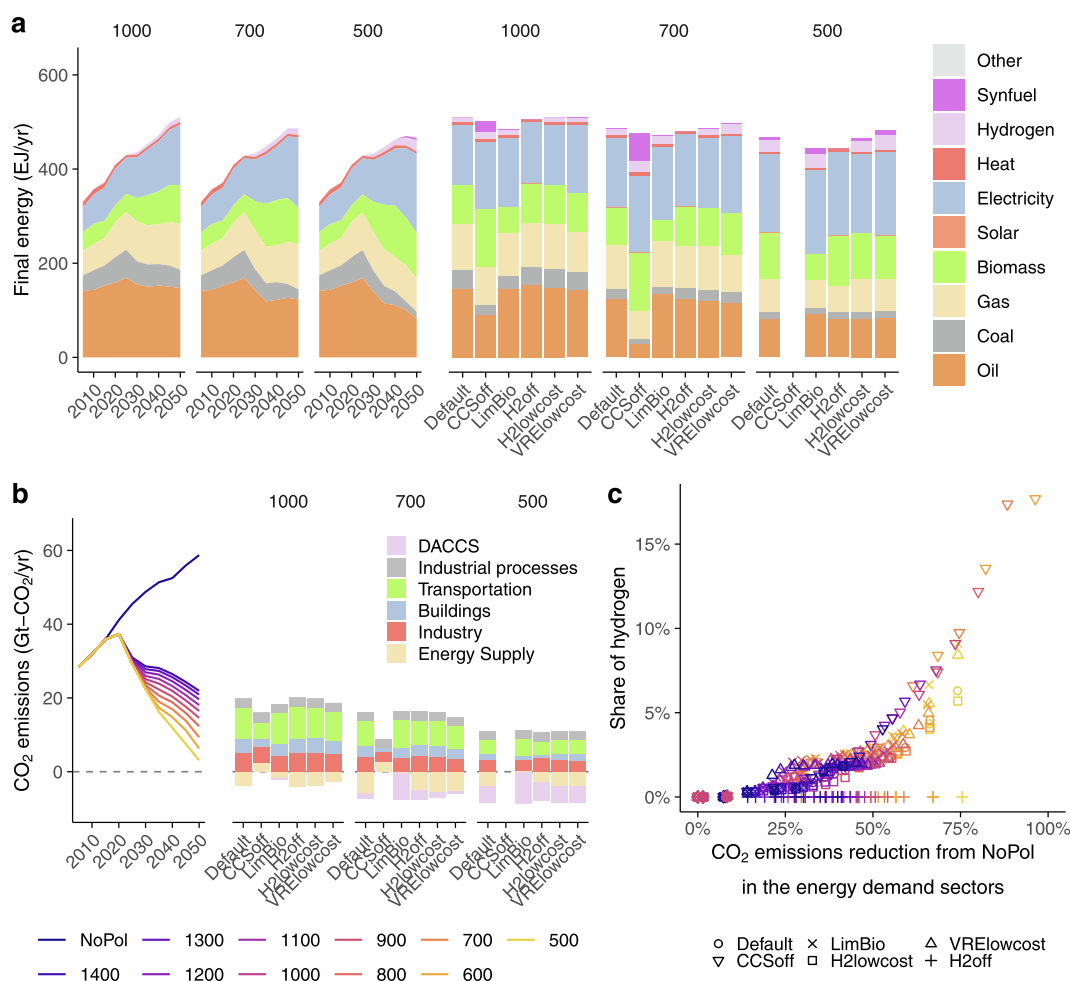 a
1000 700 500 1000 700 500
Final energy (EJ/yr)
600
400
200
0
2010 2020 2030 2040 2050 2010 2020 2030 2040 2050 2010 2020 2030 2040 2050
Default CCSoff LimBio H2off H2lowcost VRElowcost Default CCSoff LimBio H2off H2lowcost VRElowcost Default CCSoff LimBio H2off H2lowcost VRElowcost
Other
Synfuel
Hydrogen
Heat
Electricity
Solar
Biomass
Gas
Coal
Oil
b
1000 700 500
CO₂ emissions (Gt−CO₂/yr)
60
40
20
0
DACCS
Industrial processes
Transportation
Buildings
Industry
Energy Supply
2010 2020 2030 2040 2050
Default CCSoff LimBio H2off H2lowcost VRElowcost Default CCSoff LimBio H2off H2lowcost VRElowcost Default CCSoff LimBio H2off H2lowcost VRElowcost
NoPol 1300 1100 900 700 500
1400 1200 1000 800 600
c
Share of hydrogen
15%
10%
5%
0%
0% 25% 50% 75% 100%
CO₂ emissions reduction from NoPol
in the energy demand sectors
Default LimBio VRElowcost
CCSoff H2lowcost H2off